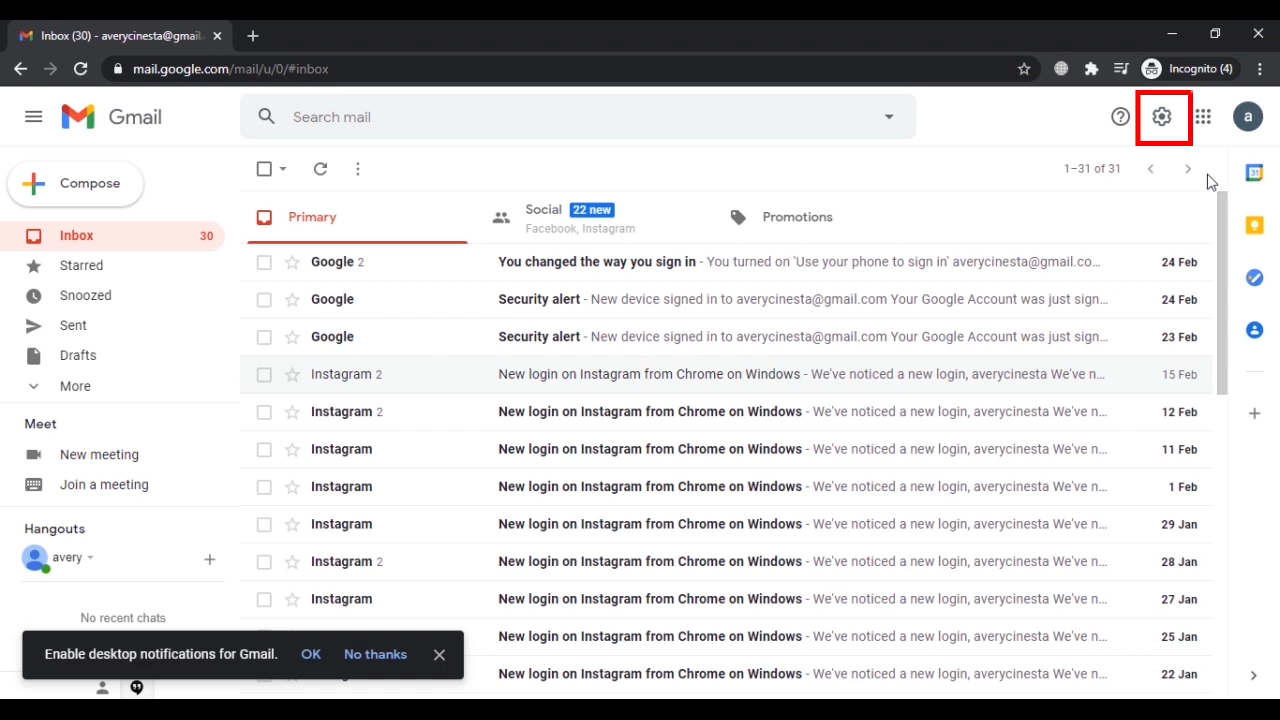 Inbox (30) - averycinesta@gmail.
mail.google.com/mail/u/0/#inbox
Incognito (4)
Gmail
Search mail
a
Compose
1–31 of 31
31
Primary
Social 22 new
Facebook, Instagram
Promotions
Inbox 30
Starred
Snoozed
Sent
Drafts
More
Meet
New meeting
Join a meeting
Hangouts
avery
No recent chats
Google 2 You changed the way you sign in - You turned on 'Use your phone to sign in' averycinesta@gmail.co... 24 Feb
Google Security alert - New device signed in to averycinesta@gmail.com Your Google Account was just sign... 24 Feb
Google Security alert - New device signed in to averycinesta@gmail.com Your Google Account was just sign... 23 Feb
Instagram 2 New login on Instagram from Chrome on Windows - We've noticed a new login, averycinesta We've n... 15 Feb
Instagram 2 New login on Instagram from Chrome on Windows - We've noticed a new login, averycinesta We've n... 12 Feb
Instagram New login on Instagram from Chrome on Windows - We've noticed a new login, averycinesta We've n... 11 Feb
Instagram New login on Instagram from Chrome on Windows - We've noticed a new login, averycinesta We've n... 1 Feb
Instagram New login on Instagram from Chrome on Windows - We've noticed a new login, averycinesta We've n... 29 Jan
Instagram 2 New login on Instagram from Chrome on Windows - We've noticed a new login, averycinesta We've n... 28 Jan
Instagram New login on Instagram from Chrome on Windows - We've noticed a new login, averycinesta We've n... 27 Jan
New login on Instagram from Chrome on Windows - We've noticed a new login, averycinesta We've n... 25 Jan
New login on Instagram from Chrome on Windows - We've noticed a new login, averycinesta We've n... 22 Jan
Enable desktop notifications for Gmail. OK No thanks